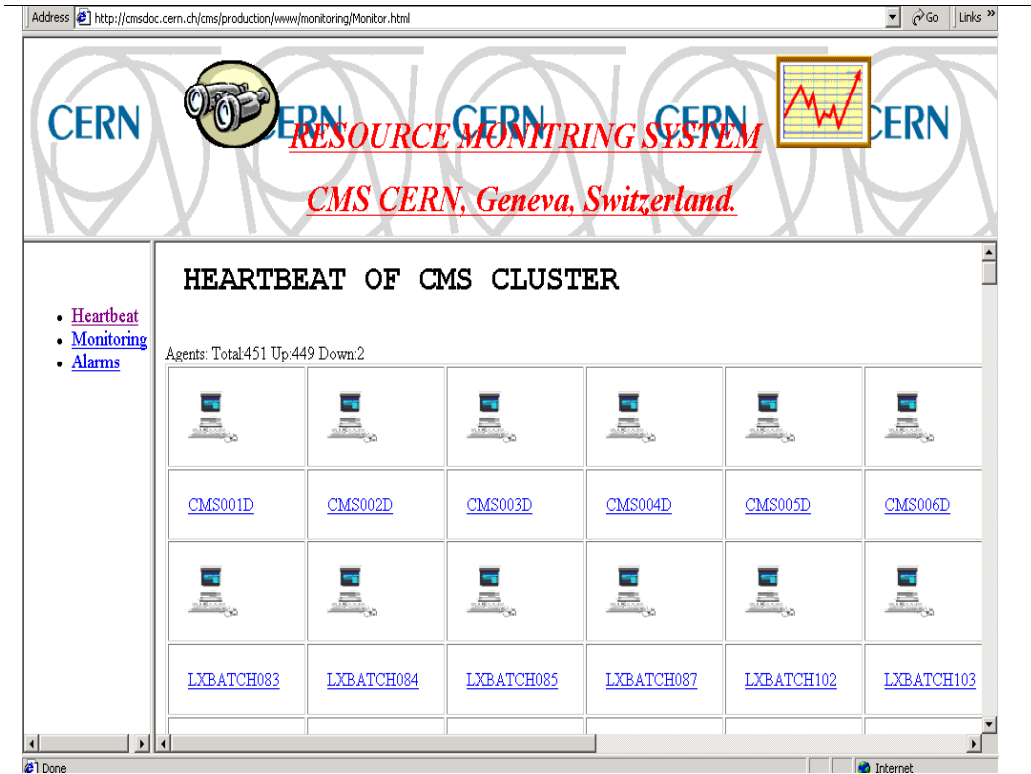 Address http://cmsdoc.cern.ch/cms/production/www/monitoring/Monitor.html Go Links »
CERN CERN CERN CERN CERN
RESOURCE MONITRING SYSTEM
CMS CERN, Geneva, Switzerland.
HEARTBEAT OF CMS CLUSTER
Heartbeat
Monitoring
Alarms
Agents: Total:451 Up:449 Down:2
CMS001D CMS002D CMS003D CMS004D CMS005D CMS006D
LXBATCH083 LXBATCH084 LXBATCH085 LXBATCH087 LXBATCH102 LXBATCH103
Done Internet